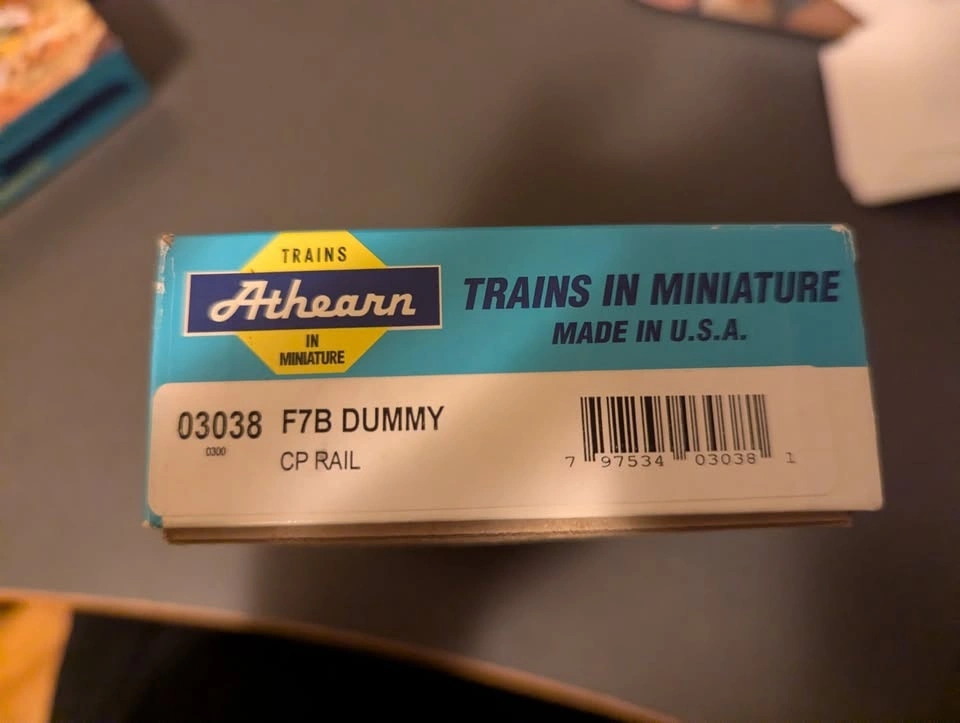 TRAINS
Athearn
IN
MINIATURE
TRAINS IN MINIATURE
MADE IN U.S.A.
03038 F7B DUMMY
0300
CP RAIL
7 97534 03038 1